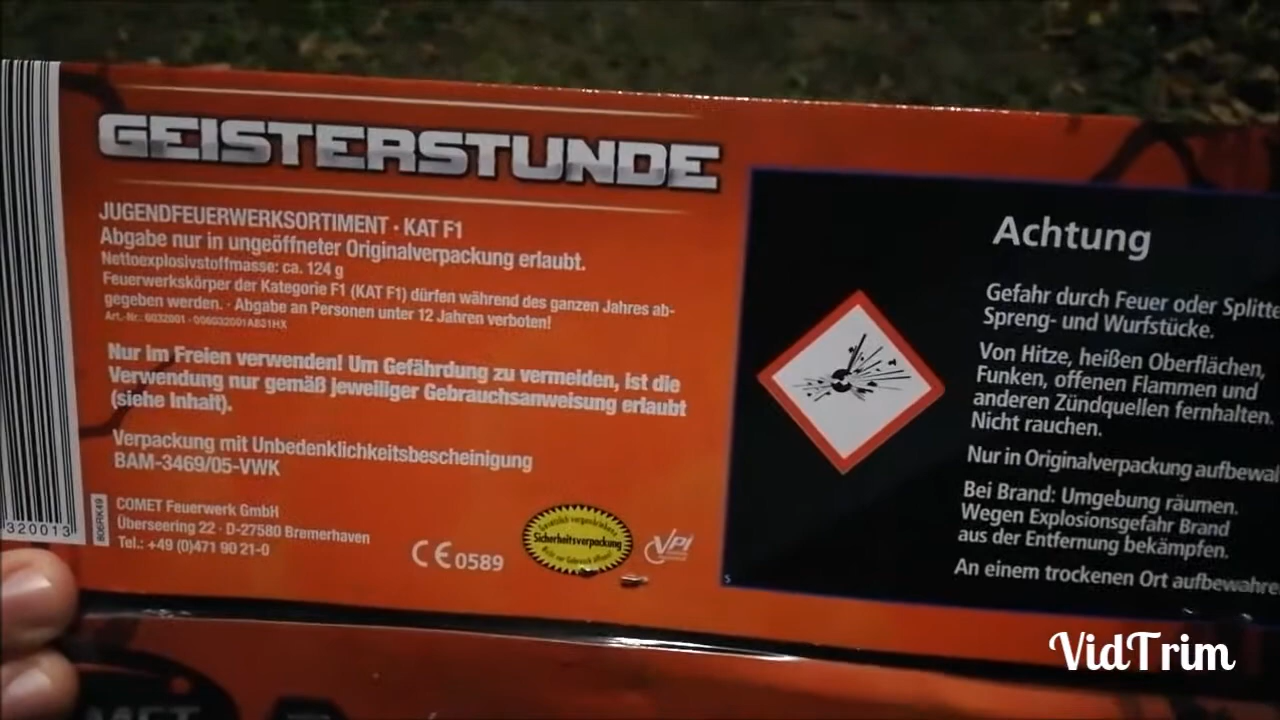 GEISTERSTUNDE
JUGENDFEUERWERKSORTIMENT · KAT F1
Abgabe nur in ungeöffneter Originalverpackung erlaubt.
Nettoexplosivstoffmasse: ca. 124 g
Feuerwerkskörper der Kategorie F1 (KAT F1) dürfen während des ganzen Jahres ab-
gegeben werden. · Abgabe an Personen unter 12 Jahren verboten!
Art.-Nr.: 6032001 · 006032001AB31HX
Nur im Freien verwenden! Um Gefährdung zu vermeiden, ist die
Verwendung nur gemäß jeweiliger Gebrauchsanweisung erlaubt
(siehe Inhalt).
Verpackung mit Unbedenklichkeitsbescheinigung
BAM-3469/05-VWK
COMET Feuerwerk GmbH
Überseering 22 · D-27580 Bremerhaven
Tel.: +49 (0)471 90 21-0
320013
CE 0589
Sicherheitsverpackung
VPI
Achtung
Gefahr durch Feuer oder Splitte
Spreng- und Wurfstücke.
Von Hitze, heißen Oberflächen,
Funken, offenen Flammen und
anderen Zündquellen fernhalten.
Nicht rauchen.
Nur in Originalverpackung aufbewal
Bei Brand: Umgebung räumen.
Wegen Explosionsgefahr Brand
aus der Entfernung bekämpfen.
An einem trockenen Ort aufbewahre
VidTrim